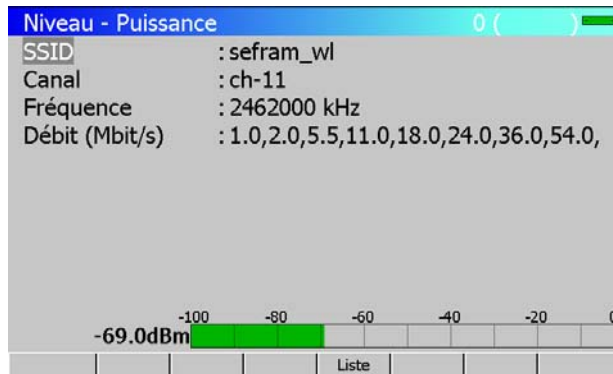 Niveau - Puissance 0 ( )
SSID : sefram_wl
Canal : ch-11
Fréquence : 2462000 kHz
Débit (Mbit/s) : 1.0,2.0,5.5,11.0,18.0,24.0,36.0,54.0,
-100 -80 -60 -40 -20 0
-69.0dBm
Liste